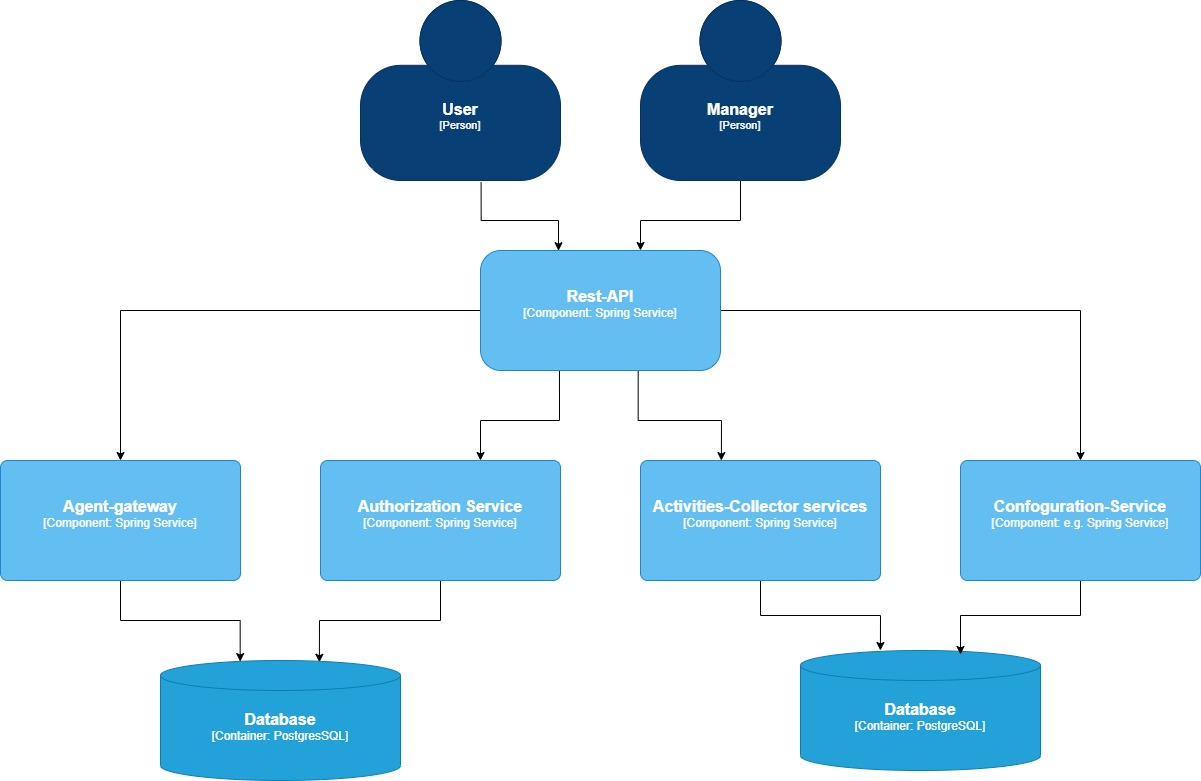 User
[Person]
Manager
[Person]
Rest-API
[Component: Spring Service]
Agent-gateway
[Component: Spring Service]
Authorization Service
[Component: Spring Service]
Activities-Collector services
[Component: Spring Service]
Confoguration-Service
[Component: e.g. Spring Service]
Database
[Container: PostgresSQL]
Database
[Container: PostgreSQL]